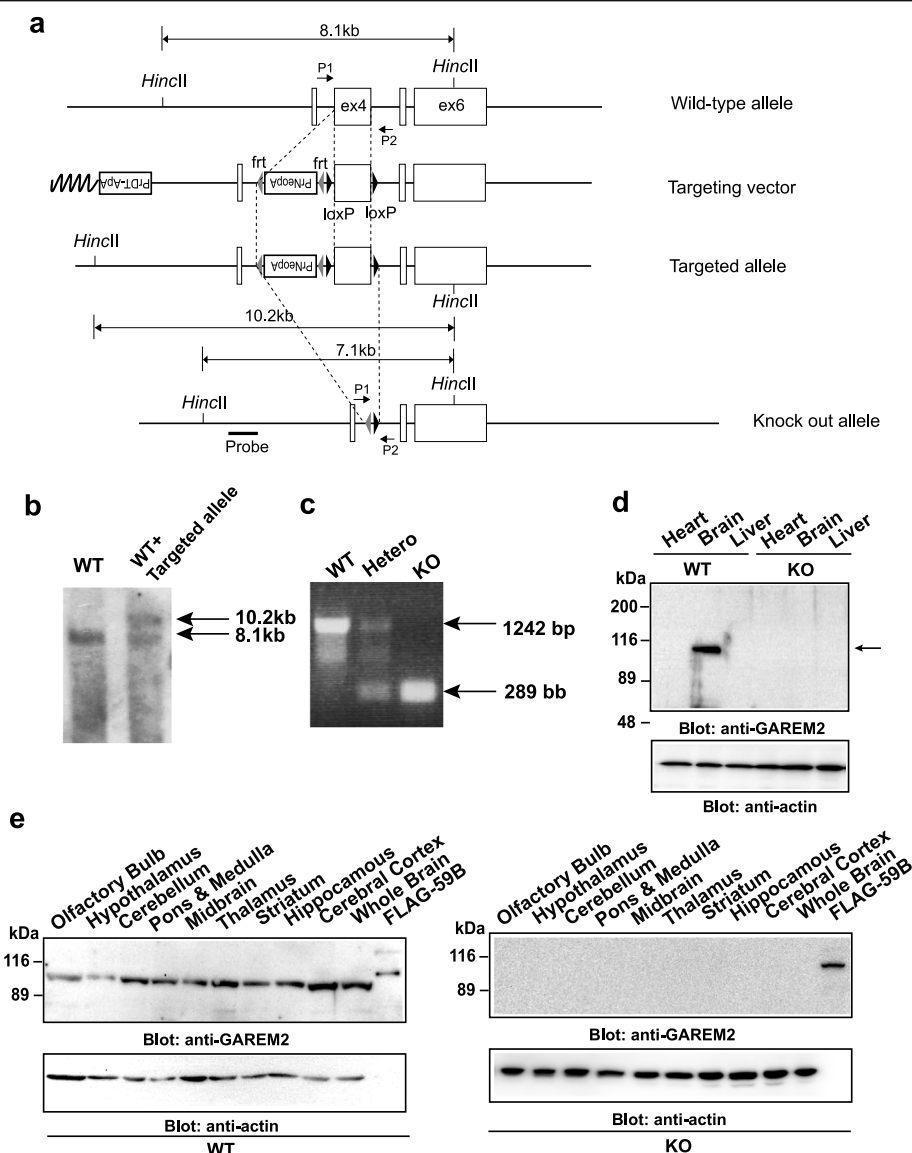 a
8.1kb
HincII
P1
HincII
ex4
ex6
Wild-type allele
P2
frt
frt
PrDT-ApA
PrNeopA
Targeting vector
loxP
loxP
HincII
PrNeopA
Targeted allele
HincII
10.2kb
7.1kb
HincII
P1
HincII
Knock out allele
P2
Probe
b
WT
WT+
Targeted allele
10.2kb
8.1kb
c
WT
Hetero
KO
1242 bp
289 bb
d
Heart
Brain
Liver
Heart
Brain
Liver
WT
KO
kDa
200
116
89
48
Blot: anti-GAREM2
Blot: anti-actin
e
Olfactory Bulb
Hypothalamus
Cerebellum
Pons & Medulla
Midbrain
Thalamus
Striatum
Hippocamous
Cerebral Cortex
Whole Brain
FLAG-59B
kDa
116
89
Blot: anti-GAREM2
Blot: anti-actin
WT
Olfactory Bulb
Hypothalamus
Cerebellum
Pons & Medulla
Midbrain
Thalamus
Striatum
Hippocamous
Cerebral Cortex
Whole Brain
FLAG-59B
kDa
116
89
Blot: anti-GAREM2
Blot: anti-actin
KO